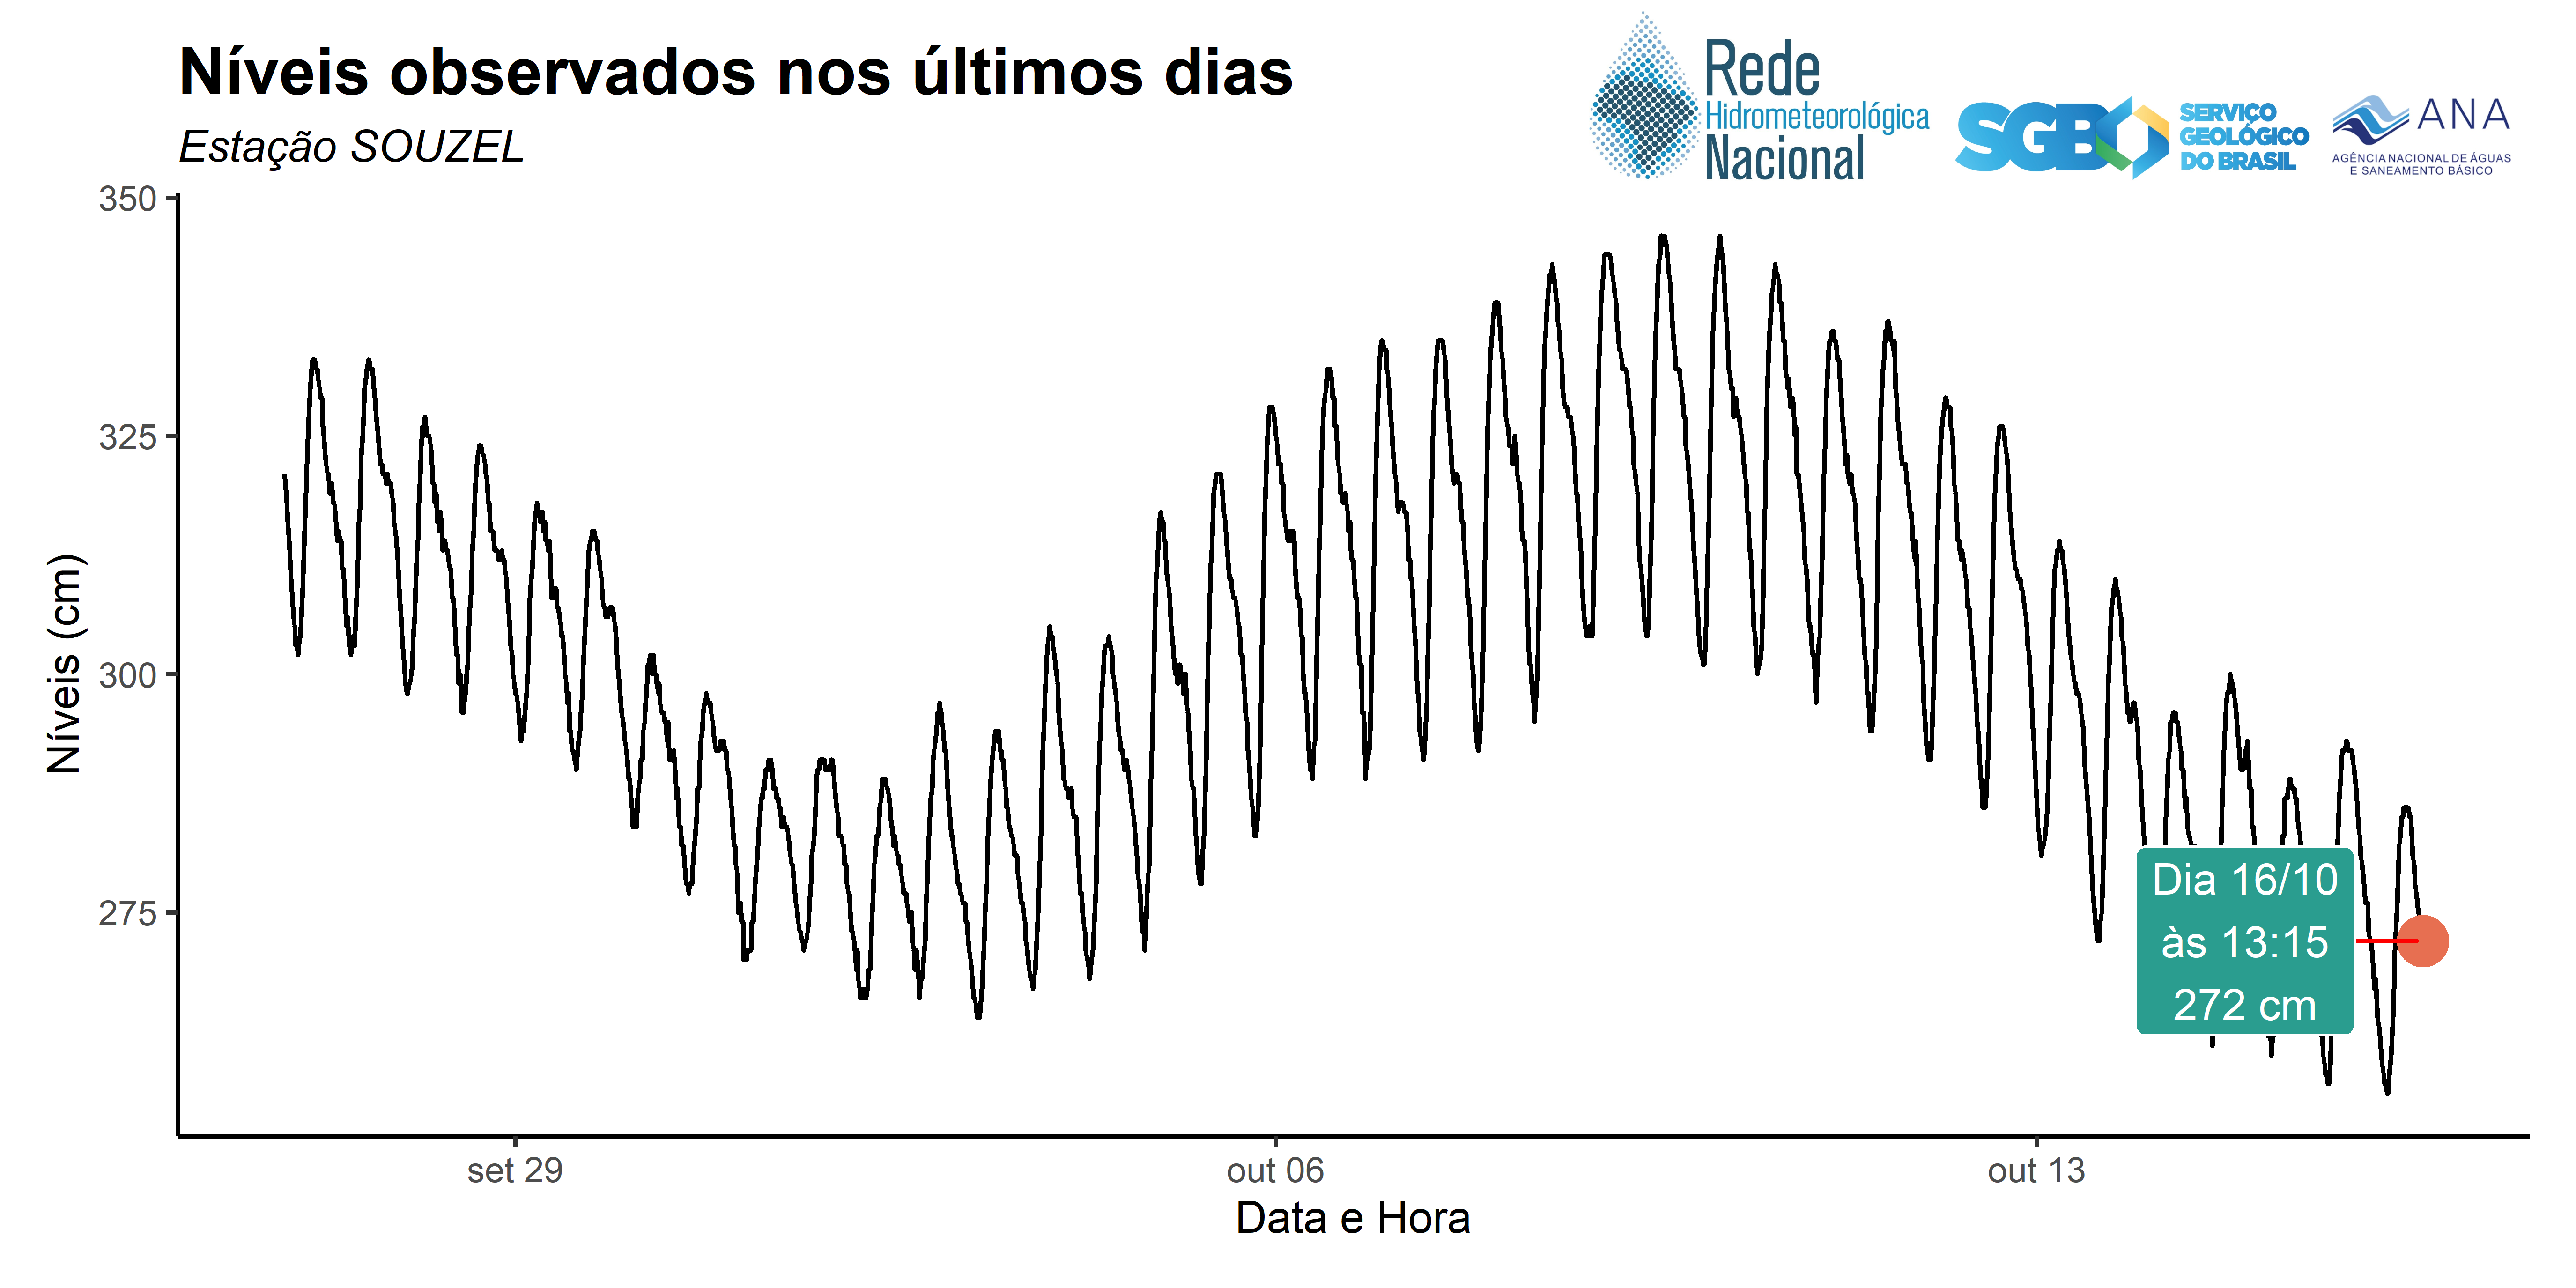 Níveis observados nos últimos dias
Estação SOUZEL
Rede
Hidrometeorológica
Nacional
SGB
SERVIÇO
GEOLÓGICO
DO BRASIL
ANA
AGÊNCIA NACIONAL DE ÁGUAS
E SANEAMENTO BÁSICO
350
325
300
275
Níveis (cm)
Dia 16/10
às 13:15
272 cm
set 29
out 06
out 13
Data e Hora